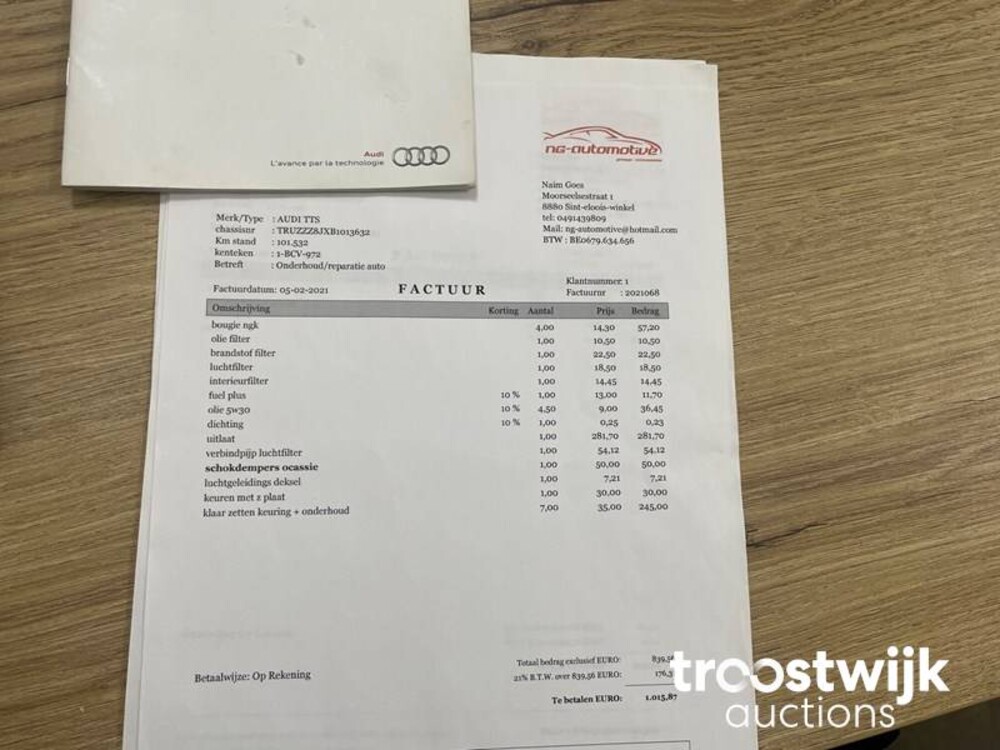 Audi
L'avance par la technologie
ng-automotive
Naim Goes
Moorseelsestraat 1
8880 Sint-eloois-winkel
tel: 0491439809
Mail: ng-automotive@hotmail.com
BTW : BE0679.634.656
Merk/Type : AUDI TTS
chassisnr : TRUZZZ8JXB1013632
Km stand : 101.532
kenteken : 1-BCV-972
Betreft : Onderhoud/reparatie auto
Klantnummer: 1
Factuurdatum: 05-02-2021 FACTUUR Factuurnr : 2021068
Omschrijving Korting Aantal Prijs Bedrag
bougie ngk 4,00 14,30 57,20
olie filter 1,00 10,50 10,50
brandstof filter 1,00 22,50 22,50
luchtfilter 1,00 18,50 18,50
interieurfilter 1,00 14,45 14,45
fuel plus 10 % 1,00 13,00 11,70
olie 5w30 10 % 4,50 9,00 36,45
dichting 10 % 1,00 0,25 0,23
uitlaat 1,00 281,70 281,70
verbindpijp luchtfilter 1,00 54,12 54,12
schokdempers ocassie 1,00 50,00 50,00
luchtgeleidings deksel 1,00 7,21 7,21
keuren met z plaat 1,00 30,00 30,00
klaar zetten keuring + onderhoud 7,00 35,00 245,00
Totaal bedrag exclusief EURO: 839,56
Betaalwijze: Op Rekening 21% B.T.W. over 839,56 EURO: 176,3
Te betalen EURO: 1.015,87
troostwijk
auctions